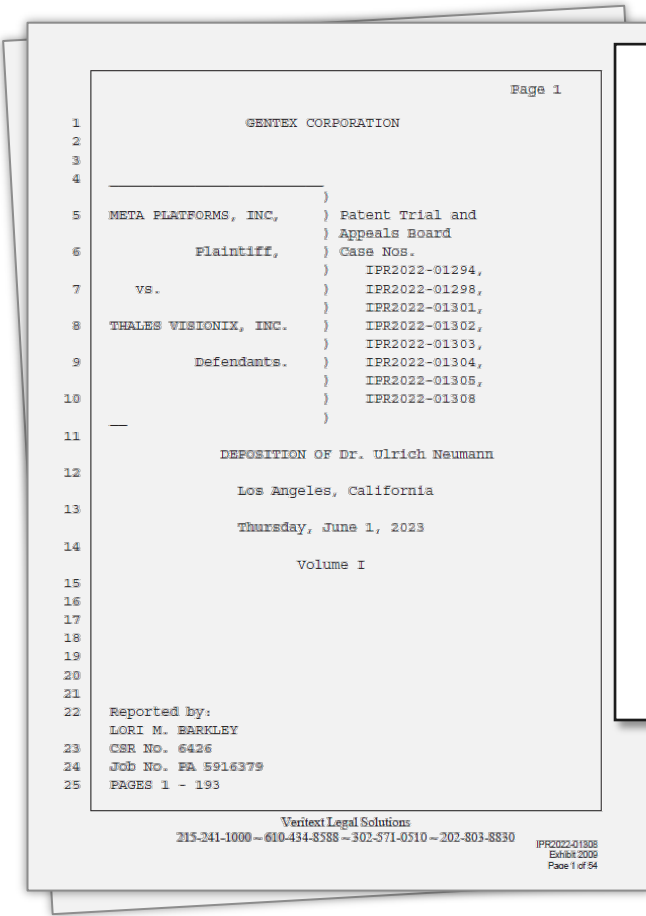 Page 1
1 GENTEX CORPORATION
2
3
4
)
5 META PLATFORMS, INC, ) Patent Trial and
) Appeals Board
6 Plaintiff, ) Case Nos.
) IPR2022-01294,
7 vs. ) IPR2022-01298,
) IPR2022-01301,
8 THALES VISIONIX, INC. ) IPR2022-01302,
) IPR2022-01303,
9 Defendants. ) IPR2022-01304,
) IPR2022-01305,
10 ) IPR2022-01308
__ )
11
DEPOSITION OF Dr. Ulrich Neumann
12
Los Angeles, California
13
Thursday, June 1, 2023
14
Volume I
15
16
17
18
19
20
21
22 Reported by:
LORI M. BARKLEY
23 CSR No. 6426
24 Job No. PA 5916379
25 PAGES 1 - 193
Veritext Legal Solutions
215-241-1000 ~ 610-434-8588 ~ 302-571-0510 ~ 202-803-8830
IPR2022-01308
Exhibit 2009
Page 1 of 54